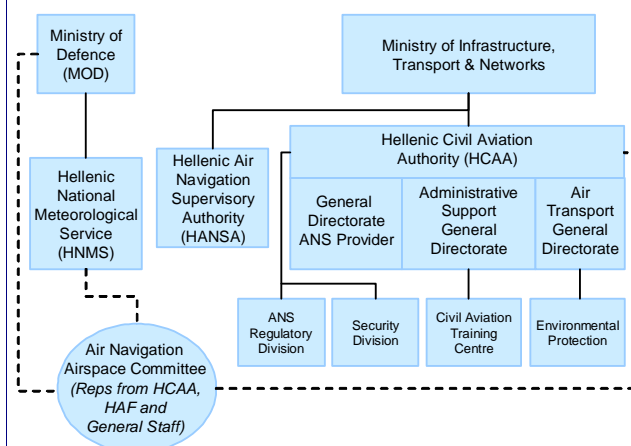 Ministry of
Defence
(MOD)
Ministry of Infrastructure,
Transport & Networks
Hellenic
National
Meteorological
Service
(HNMS)
Hellenic Air
Navigation
Supervisory
Authority
(HANSA)
Hellenic Civil Aviation
Authority (HCAA)
General
Directorate
ANS Provider
Administrative
Support
General
Directorate
Air
Transport
General
Directorate
ANS
Regulatory
Division
Security
Division
Civil Aviation
Training
Centre
Environmental
Protection
Air Navigation
Airspace Committee
(Reps from HCAA,
HAF and
General Staff)